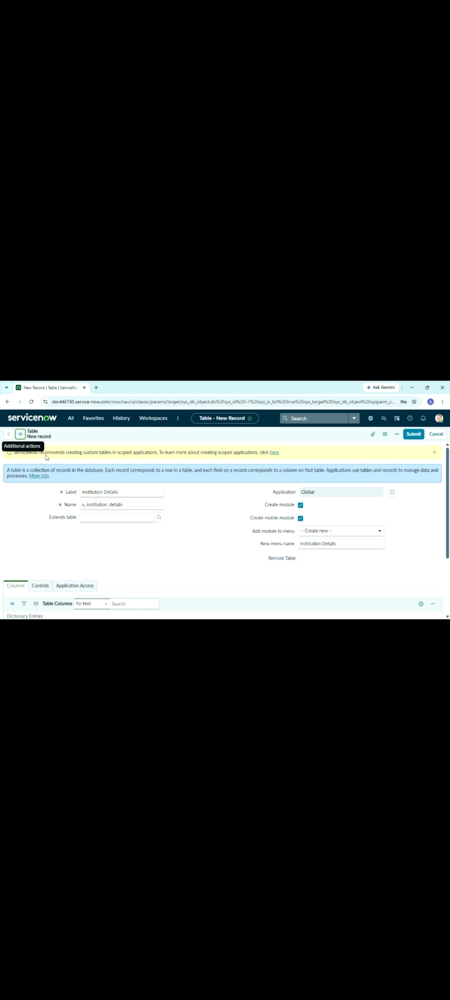 New Record | Table | ServiceNo
Ask Gemini
dev446745.service-now.com/now/nav/ui/classic/params/target/sys_db_object.do%3Fsys_id%3D-1%26sys_is_list%3Dtrue%26sys_target%3Dsys_db_object%26sysparm_c...
servicenow All Favorites History Workspaces Table - New Record Search
Table
New record
Submit Cancel
Additional actions
ServiceNow recommends creating custom tables in scoped applications. To learn more about creating scoped applications, click here.
A table is a collection of records in the database. Each record corresponds to a row in a table, and each field on a record corresponds to a column on that table. Applications use tables and records to manage data and
processes. More Info
* Label Institution Details Application Global
* Name u_institution_details Create module
Extends table Create mobile module
Add module to menu -- Create new --
New menu name Institution Details
Remote Table
Columns Controls Application Access
Table Columns for text Search
Dictionary Entries